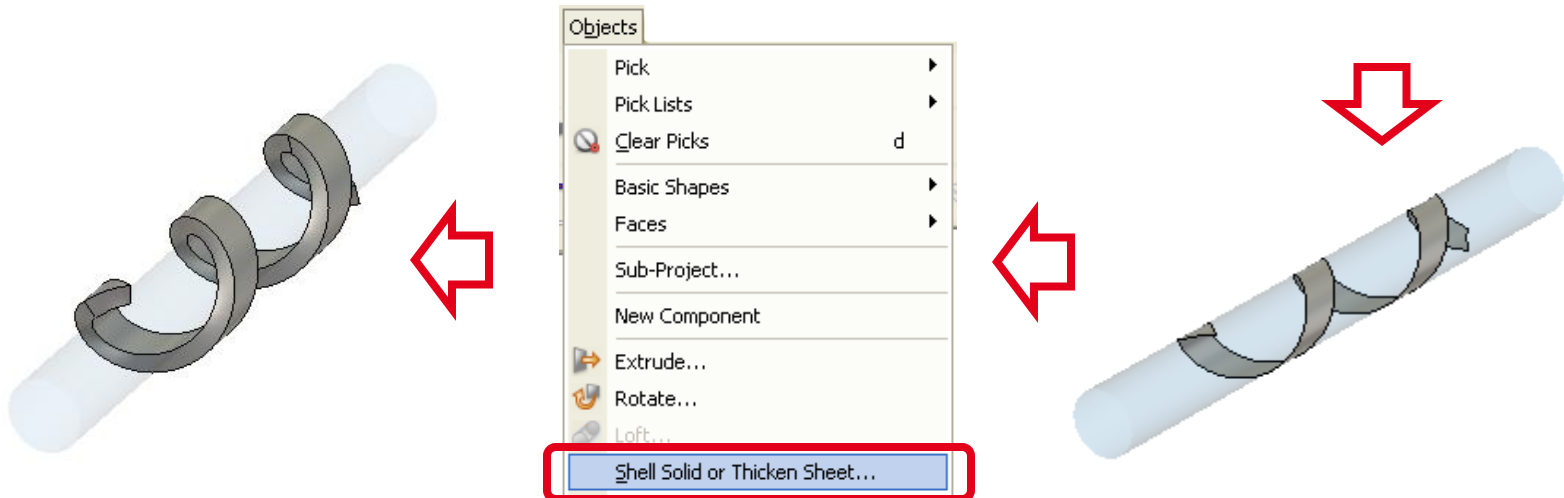 Objects
Pick
Pick Lists
Clear Picks d
Basic Shapes
Faces
Sub-Project...
New Component
Extrude...
Rotate...
Loft...
Shell Solid or Thicken Sheet...